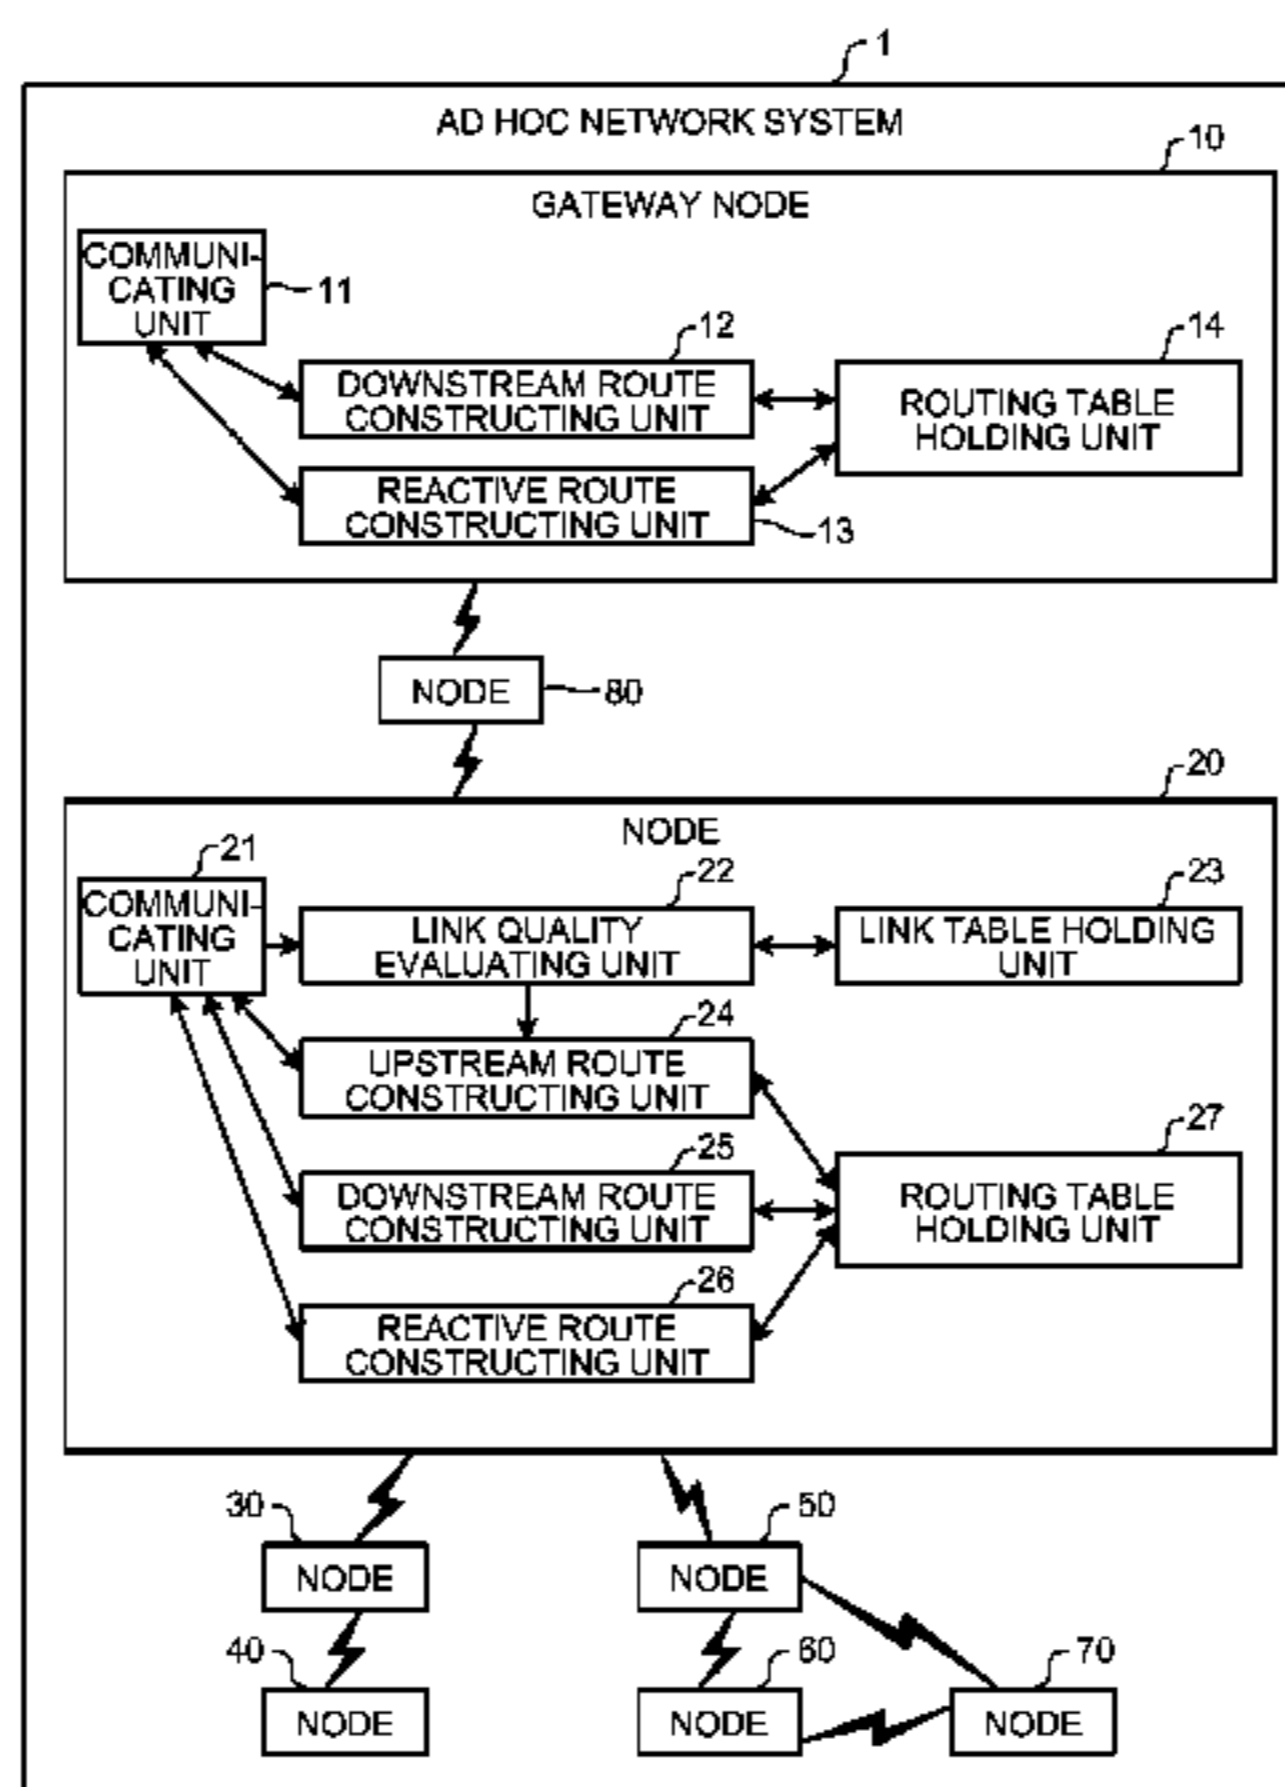 1
AD HOC NETWORK SYSTEM
10
GATEWAY NODE
COMMUNI-
CATING
UNIT
11
12
DOWNSTREAM ROUTE
CONSTRUCTING UNIT
14
ROUTING TABLE
HOLDING UNIT
REACTIVE ROUTE
CONSTRUCTING UNIT
13
NODE
80
20
NODE
21
COMMUNI-
CATING
UNIT
22
LINK QUALITY
EVALUATING UNIT
23
LINK TABLE HOLDING
UNIT
24
UPSTREAM ROUTE
CONSTRUCTING UNIT
25
DOWNSTREAM ROUTE
CONSTRUCTING UNIT
27
ROUTING TABLE
HOLDING UNIT
26
REACTIVE ROUTE
CONSTRUCTING UNIT
30
NODE
50
NODE
40
NODE
60
NODE
70
NODE